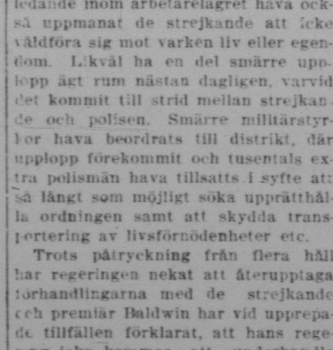 ledande inom arbetarelägret hava ock-
så uppmanat de strejkande att icke
våldföra sig mot varken liv eller egen-
dom. Likväl ha en del smärre upp-
lopp ägt rum nästan dagligen, varvid
det kommit till strid mellan strejkan
de och polisen. Smärre militärstyr-
kor hava beordrats till distrikt, där
upplopp förekommit och tusentals ex-
tra polismän hava tillsatts i syfte att
så långt som möjligt söka upprätthål-
la ordningen samt att skydda trans-
portering av livsförnödenheter etc.
Trots påtryckning från flera håll
har regeringen nekat att återupptaga
förhandlingarna med de strejkande
och premiär Baldwin har vid upprepa-
de tillfällen förklarat, att hans rege-